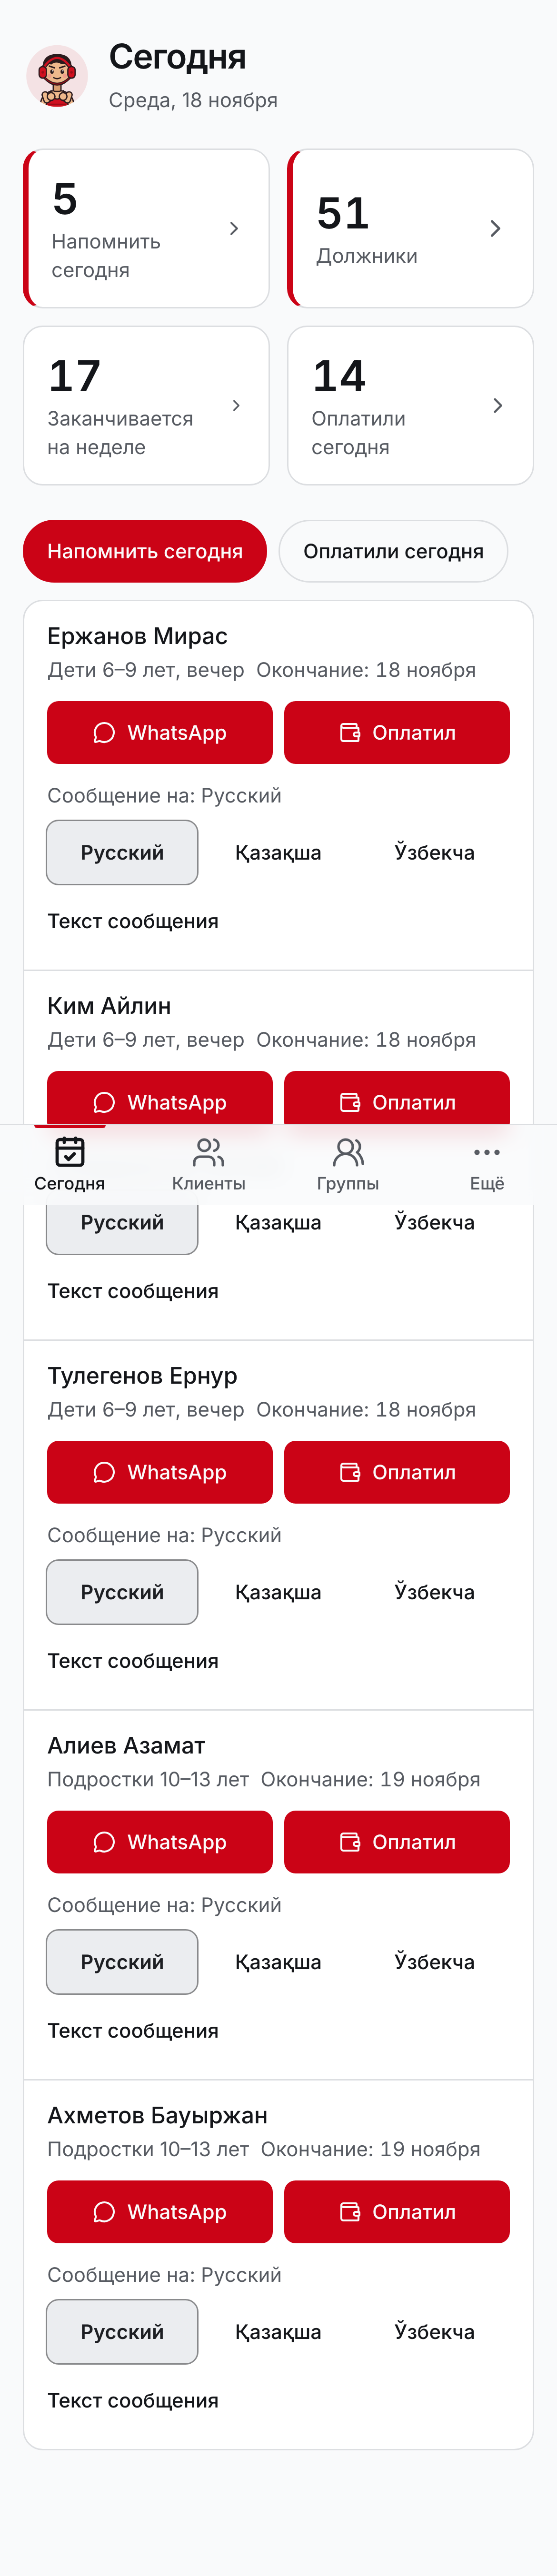 Сегодня
Среда, 18 ноября
5
Напомнить
сегодня
51
Должники
17
Заканчивается
на неделе
14
Оплатили
сегодня
Напомнить сегодня
Оплатили сегодня
Ержанов Мирас
Дети 6–9 лет, вечер Окончание: 18 ноября
WhatsApp
Оплатил
Сообщение на: Русский
Русский
Қазақша
Ўзбекча
Текст сообщения
Ким Айлин
Дети 6–9 лет, вечер Окончание: 18 ноября
WhatsApp
Оплатил
Сегодня
Клиенты
Группы
Ещё
Русский
Қазақша
Ўзбекча
Текст сообщения
Тулегенов Ернур
Дети 6–9 лет, вечер Окончание: 18 ноября
WhatsApp
Оплатил
Сообщение на: Русский
Русский
Қазақша
Ўзбекча
Текст сообщения
Алиев Азамат
Подростки 10–13 лет Окончание: 19 ноября
WhatsApp
Оплатил
Сообщение на: Русский
Русский
Қазақша
Ўзбекча
Текст сообщения
Ахметов Бауыржан
Подростки 10–13 лет Окончание: 19 ноября
WhatsApp
Оплатил
Сообщение на: Русский
Русский
Қазақша
Ўзбекча
Текст сообщения